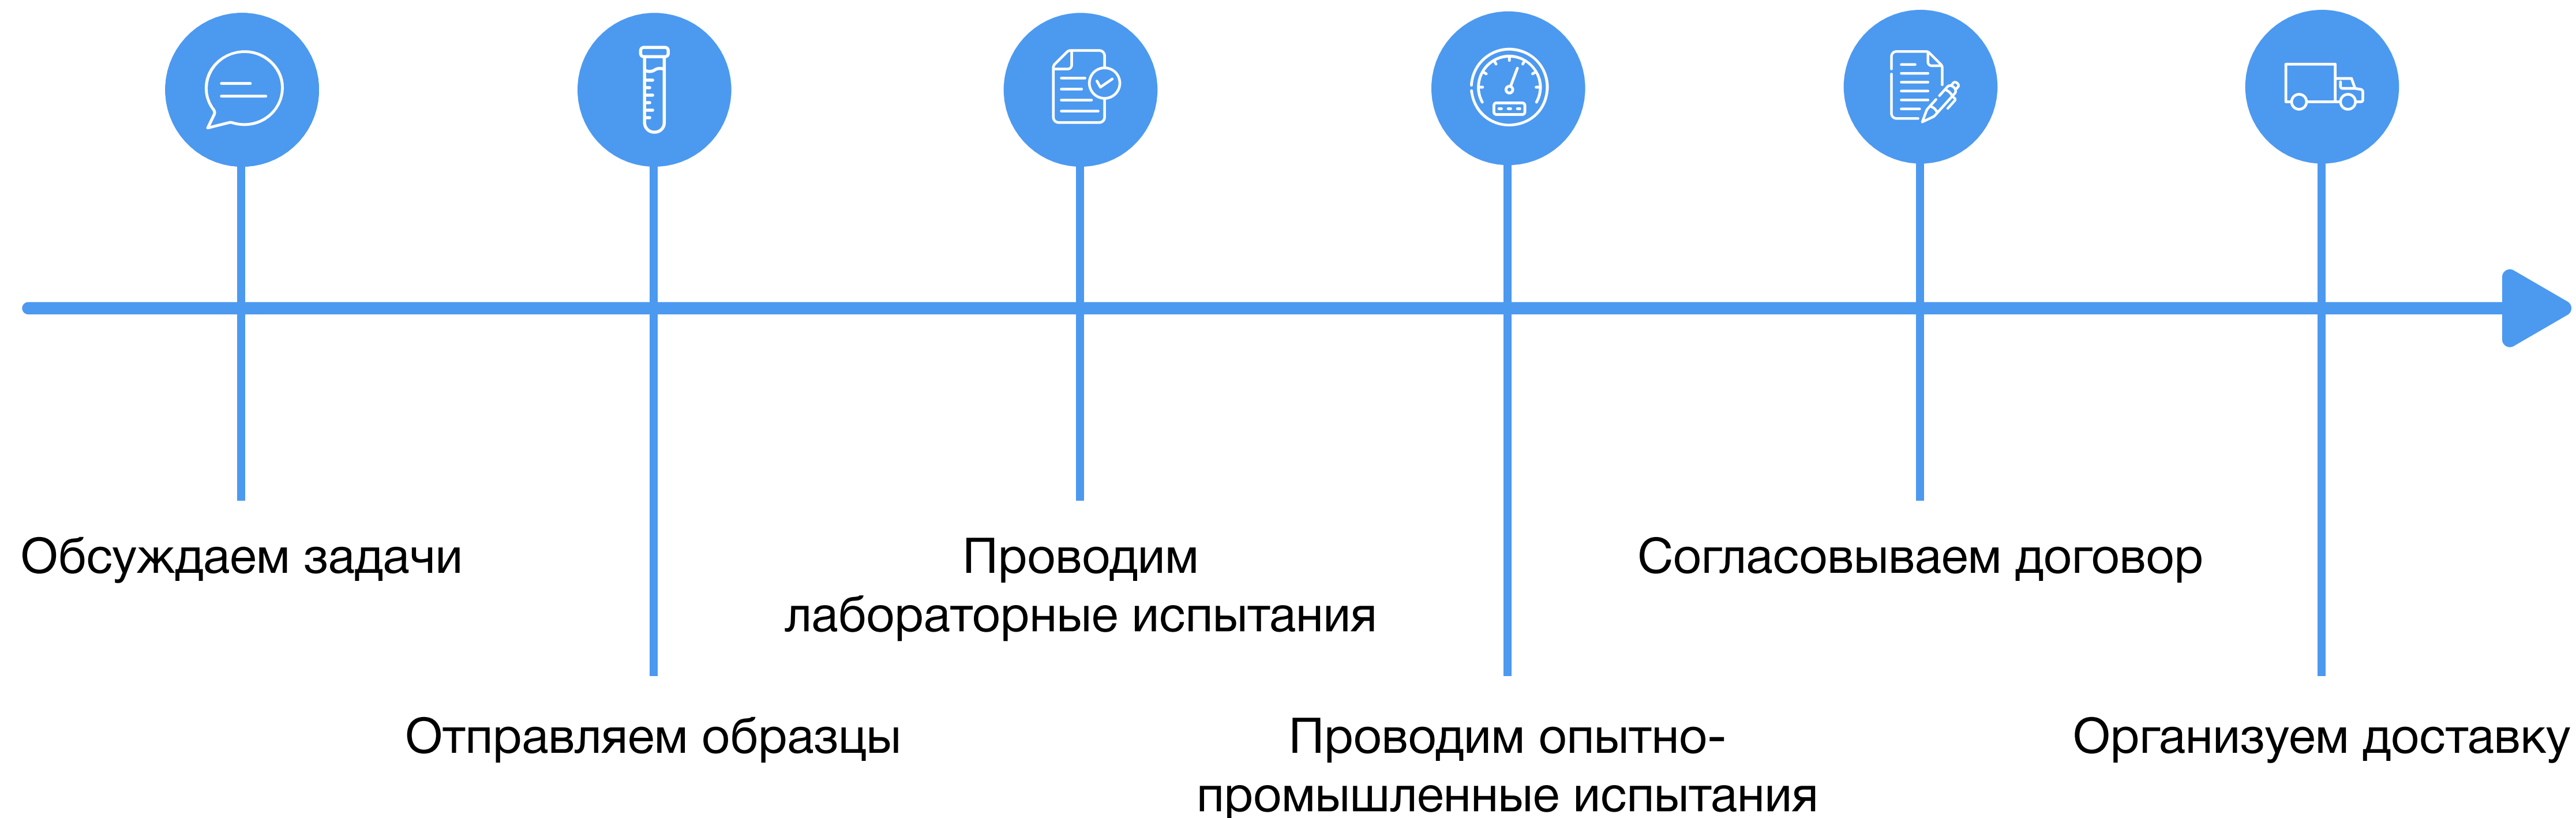 Обсуждаем задачи
Отправляем образцы
Проводим
лабораторные испытания
Проводим опытно-
промышленные испытания
Согласовываем договор
Организуем доставку